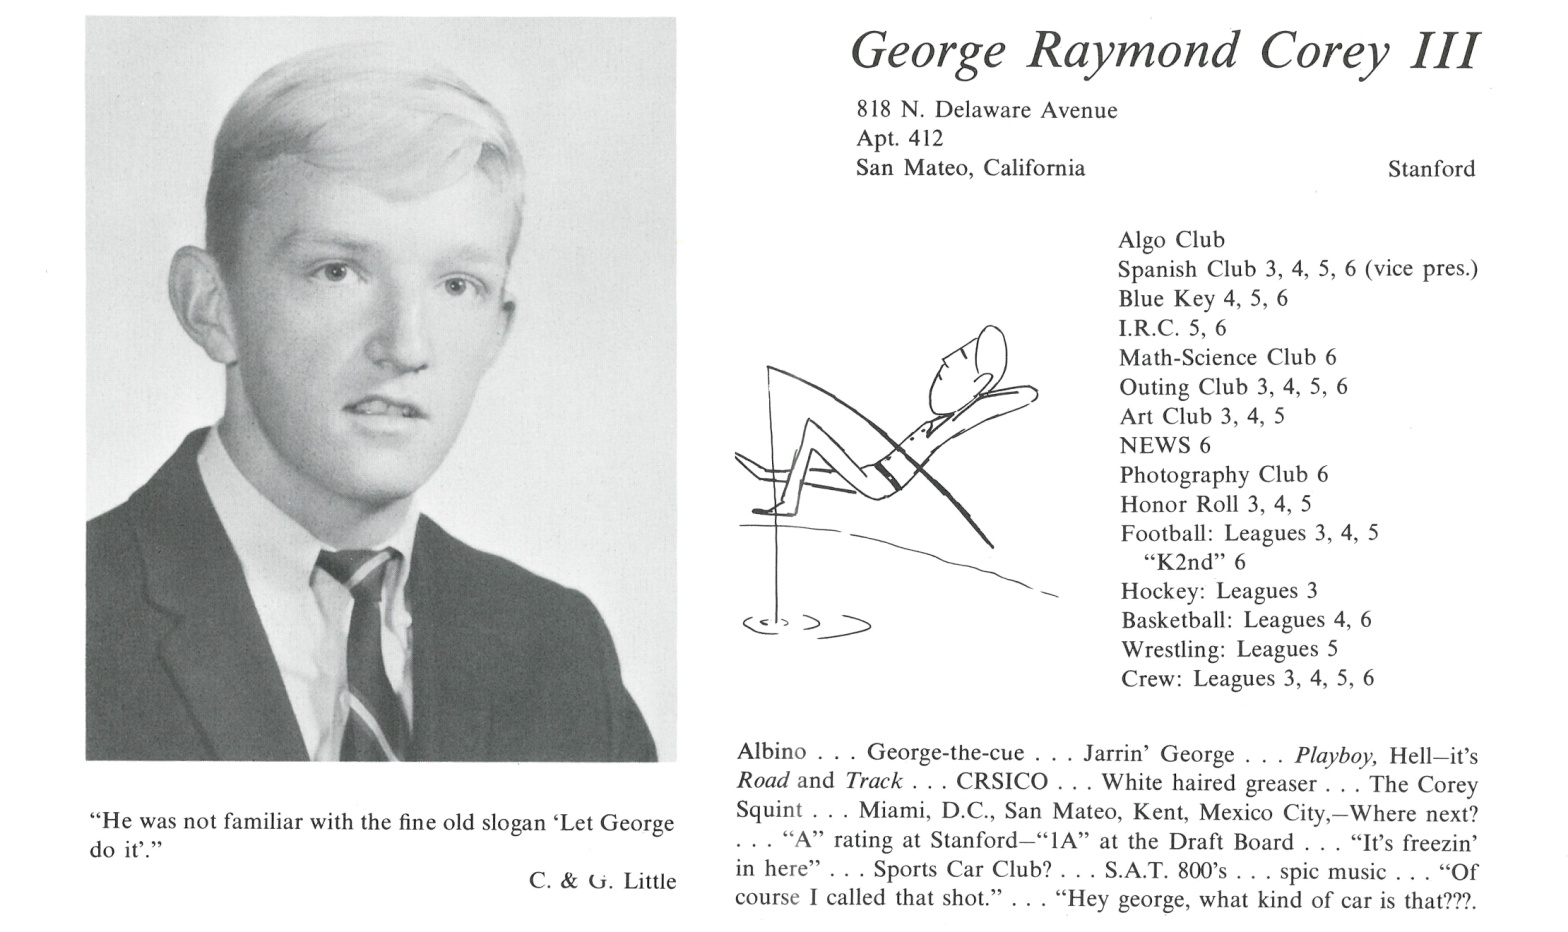 George Raymond Corey III
818 N. Delaware Avenue
Apt. 412
San Mateo, California Stanford
Algo Club
Spanish Club 3, 4, 5, 6 (vice pres.)
Blue Key 4, 5, 6
I.R.C. 5, 6
Math-Science Club 6
Outing Club 3, 4, 5, 6
Art Club 3, 4, 5
NEWS 6
Photography Club 6
Honor Roll 3, 4, 5
Football: Leagues 3, 4, 5
“K2nd” 6
Hockey: Leagues 3
Basketball: Leagues 4, 6
Wrestling: Leagues 5
Crew: Leagues 3, 4, 5, 6
“He was not familiar with the fine old slogan ‘Let George
do it’.”
C. & G. Little
Albino . . . George-the-cue . . . Jarrin’ George . . . Playboy, Hell—it’s
Road and Track . . . CRSICO . . . White haired greaser . . . The Corey
Squint . . . Miami, D.C., San Mateo, Kent, Mexico City,—Where next?
. . . “A” rating at Stanford—“1A” at the Draft Board . . . “It’s freezin’
in here” . . . Sports Car Club? . . . S.A.T. 800’s . . . spic music . . . “Of
course I called that shot.” . . . “Hey george, what kind of car is that???.